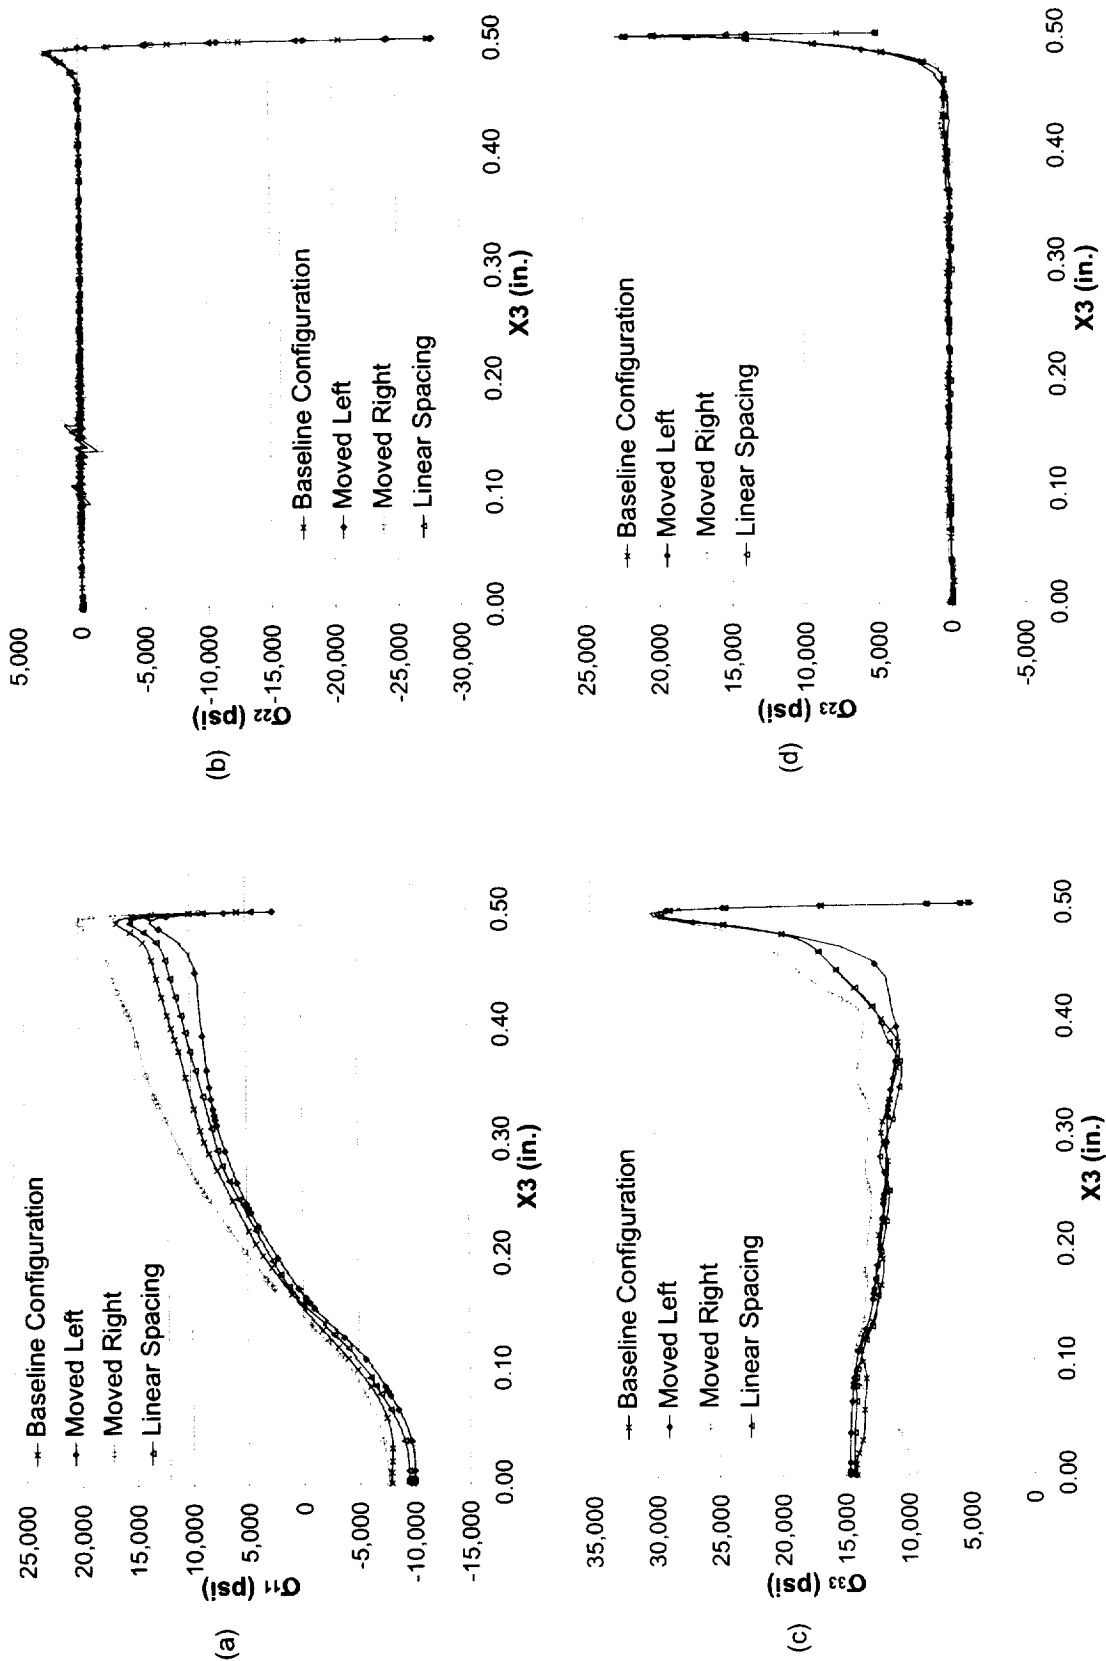 (a)
σ11 (psi)
25,000
20,000
15,000
10,000
5,000
0
-5,000
-10,000
-15,000
0.00
0.10
0.20
0.30
0.40
0.50
X3 (in.)
Baseline Configuration
Moved Left
Moved Right
Linear Spacing
(b)
σ22 (psi)
5,000
0
-5,000
-10,000
-15,000
-20,000
-25,000
-30,000
0.00
0.10
0.20
0.30
0.40
0.50
X3 (in.)
Baseline Configuration
Moved Left
Moved Right
Linear Spacing
(c)
σ33 (psi)
35,000
30,000
25,000
20,000
15,000
10,000
5,000
0
0.00
0.10
0.20
0.30
0.40
0.50
X3 (in.)
Baseline Configuration
Moved Left
Moved Right
Linear Spacing
(d)
σ23 (psi)
25,000
20,000
15,000
10,000
5,000
0
-5,000
0.00
0.10
0.20
0.30
0.40
0.50
X3 (in.)
Baseline Configuration
Moved Left
Moved Right
Linear Spacing